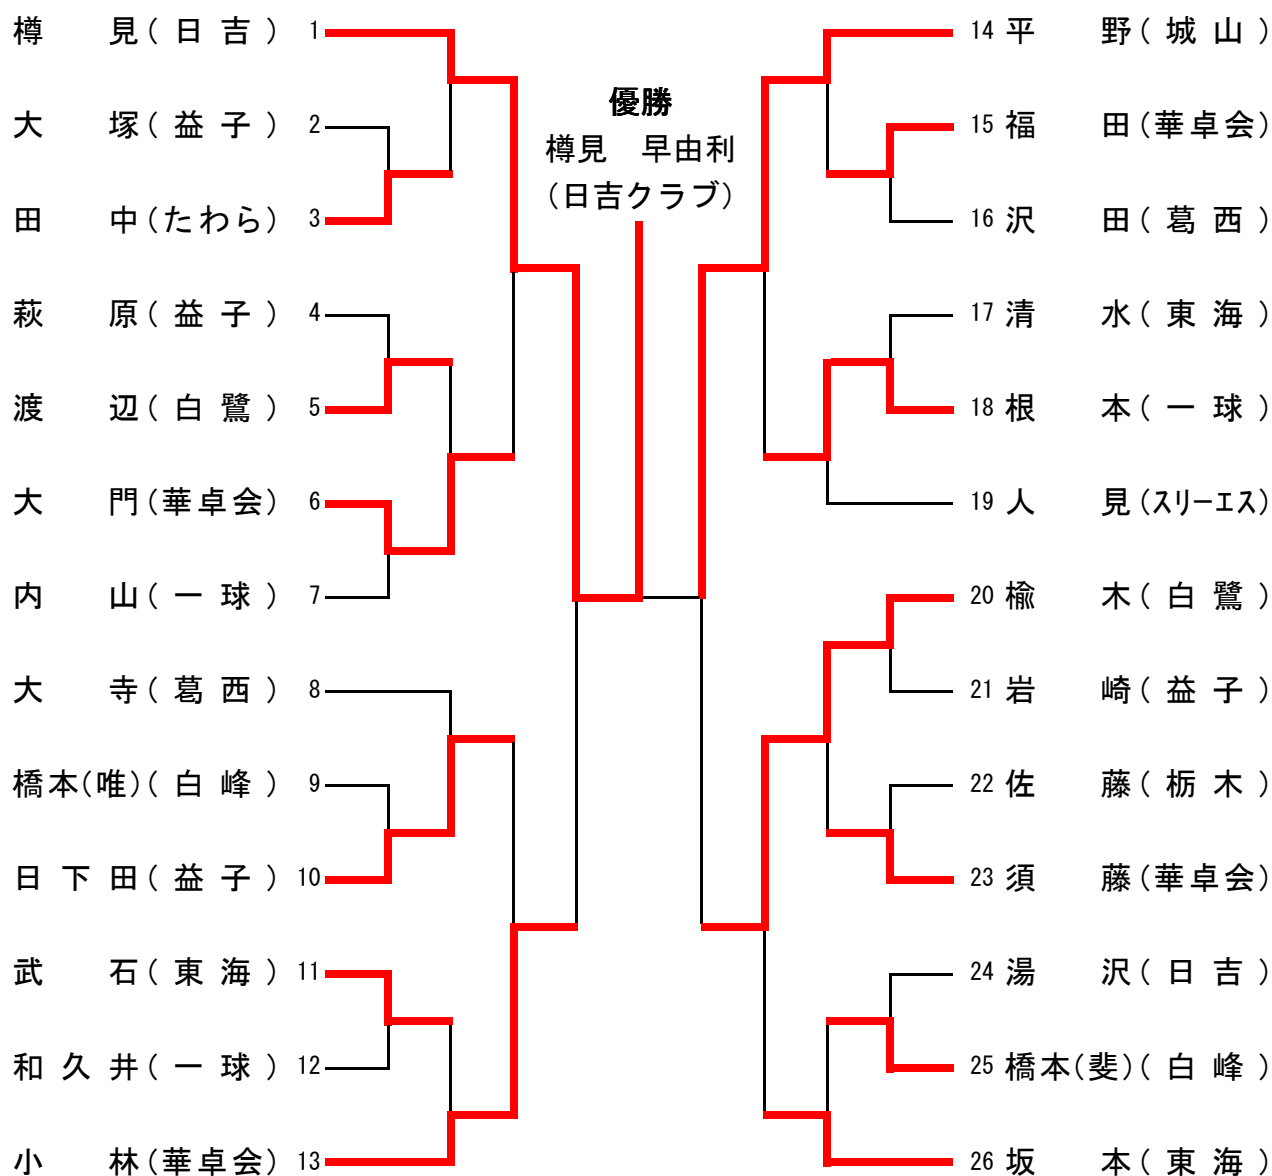 樽見(日吉) 1
大塚(益子) 2
田中(たわら) 3
萩原(益子) 4
渡辺(白鷺) 5
大門(華卓会) 6
内山(一球) 7
大寺(葛西) 8
橋本(唯)(白峰) 9
日下田(益子) 10
武石(東海) 11
和久井(一球) 12
小林(華卓会) 13
優勝
樽見 早由利
(日吉クラブ)
14 平野(城山)
15 福田(華卓会)
16 沢田(葛西)
17 清水(東海)
18 根本(一球)
19 人見(スリーエス)
20 楡木(白鷺)
21 岩崎(益子)
22 佐藤(栃木)
23 須藤(華卓会)
24 湯沢(日吉)
25 橋本(斐)(白峰)
26 坂本(東海)